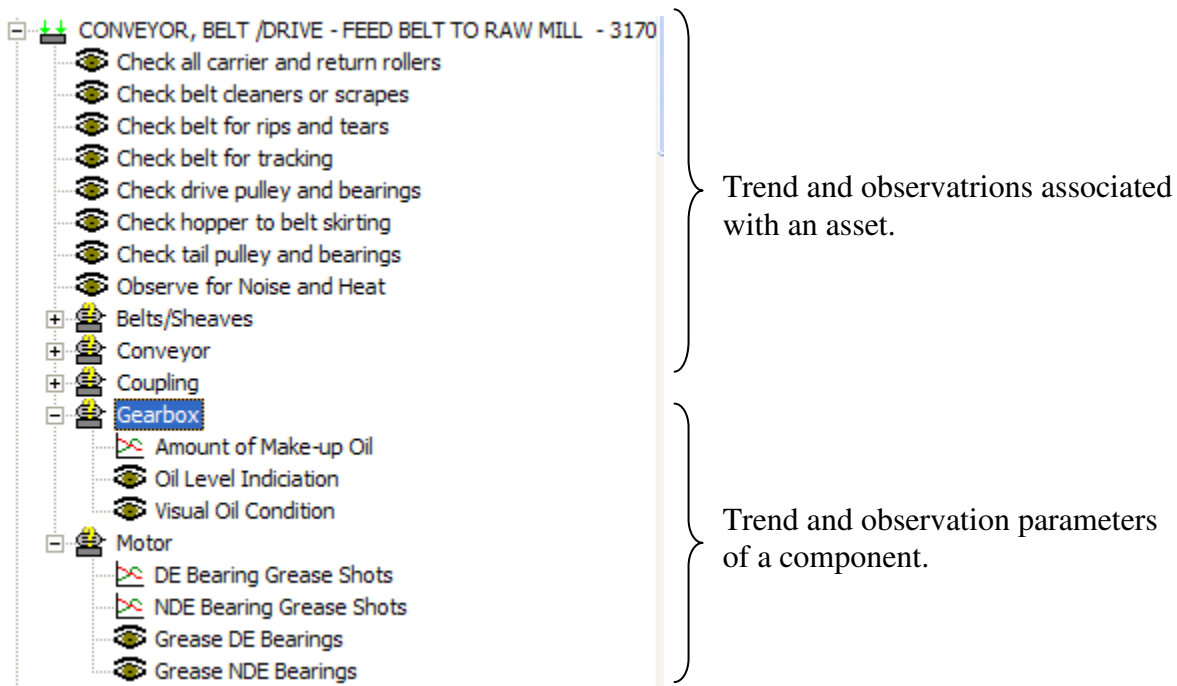 CONVEYOR, BELT /DRIVE - FEED BELT TO RAW MILL - 3170
Check all carrier and return rollers
Check belt cleaners or scrapes
Check belt for rips and tears
Check belt for tracking
Check drive pulley and bearings
Check hopper to belt skirting
Check tail pulley and bearings
Observe for Noise and Heat
Belts/Sheaves
Conveyor
Coupling
Gearbox
Amount of Make-up Oil
Oil Level Indiciation
Visual Oil Condition
Motor
DE Bearing Grease Shots
NDE Bearing Grease Shots
Grease DE Bearings
Grease NDE Bearings
Trend and observatrions associated
with an asset.
Trend and observation parameters
of a component.